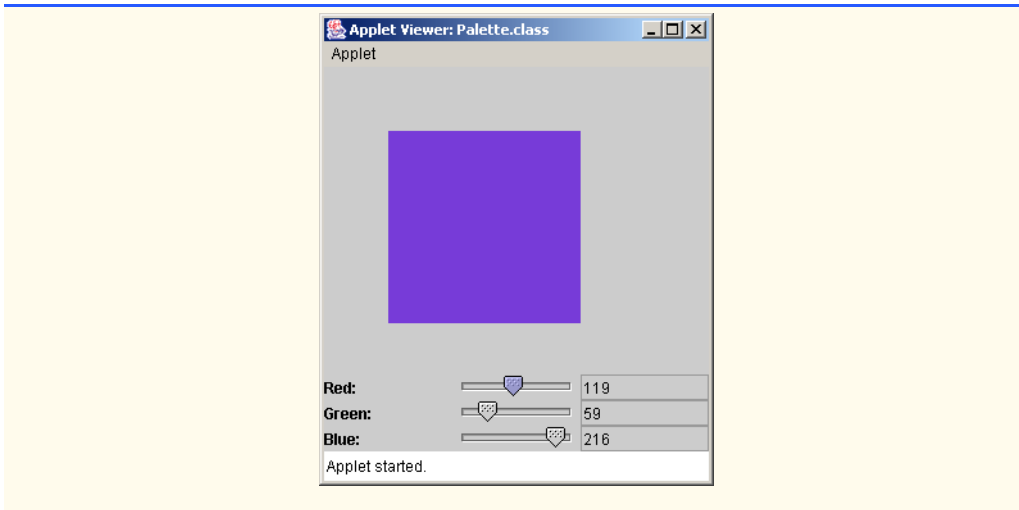 Applet Viewer: Palette.class
Applet
Red: 119
Green: 59
Blue: 216
Applet started.